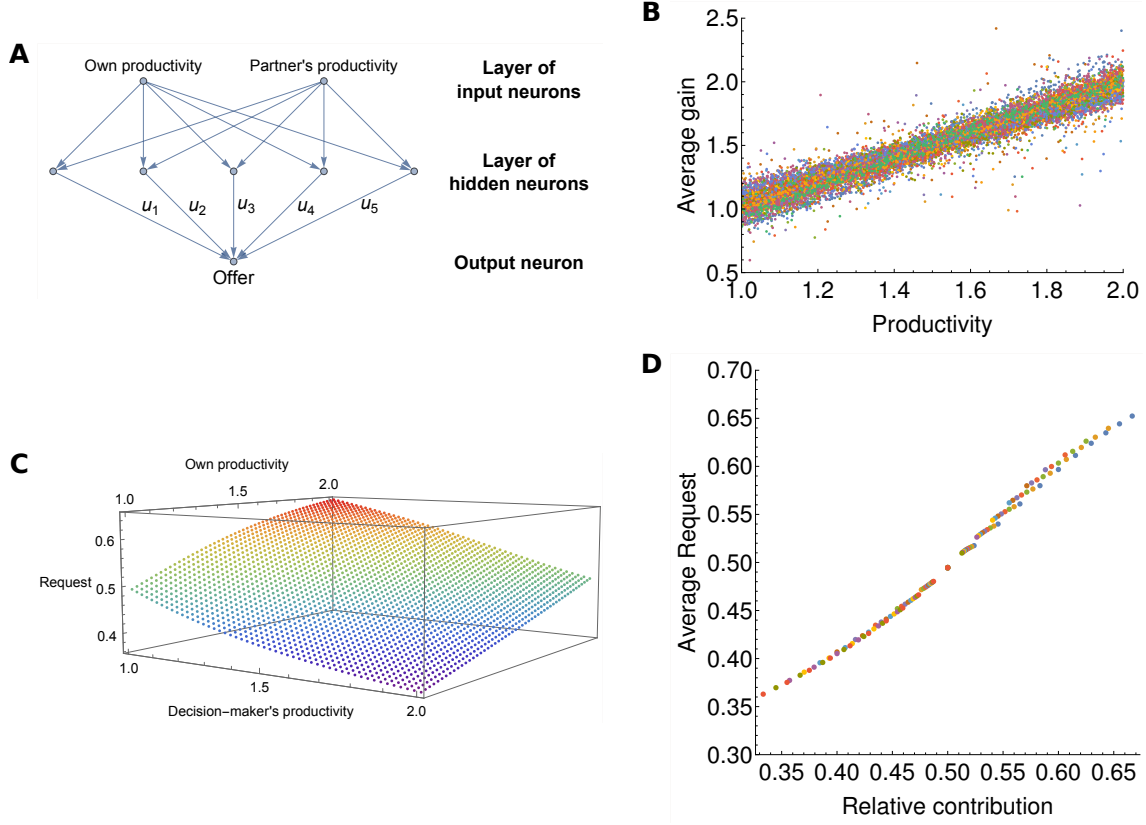 A
Own productivity
Partner's productivity
Layer of
input neurons
Layer of
hidden neurons
u1
u2
u3
u4
u5
Output neuron
Offer
B
2.5
2.0
1.5
1.0
0.5
Average gain
1.0 1.2 1.4 1.6 1.8 2.0
Productivity
C
Own productivity
1.0
1.5
2.0
0.6
Request
0.5
0.4
1.0
1.5
2.0
Decision-maker's productivity
D
0.70
0.65
0.60
0.55
0.50
0.45
0.40
0.35
0.30
Average Request
0.35 0.40 0.45 0.50 0.55 0.60 0.65
Relative contribution